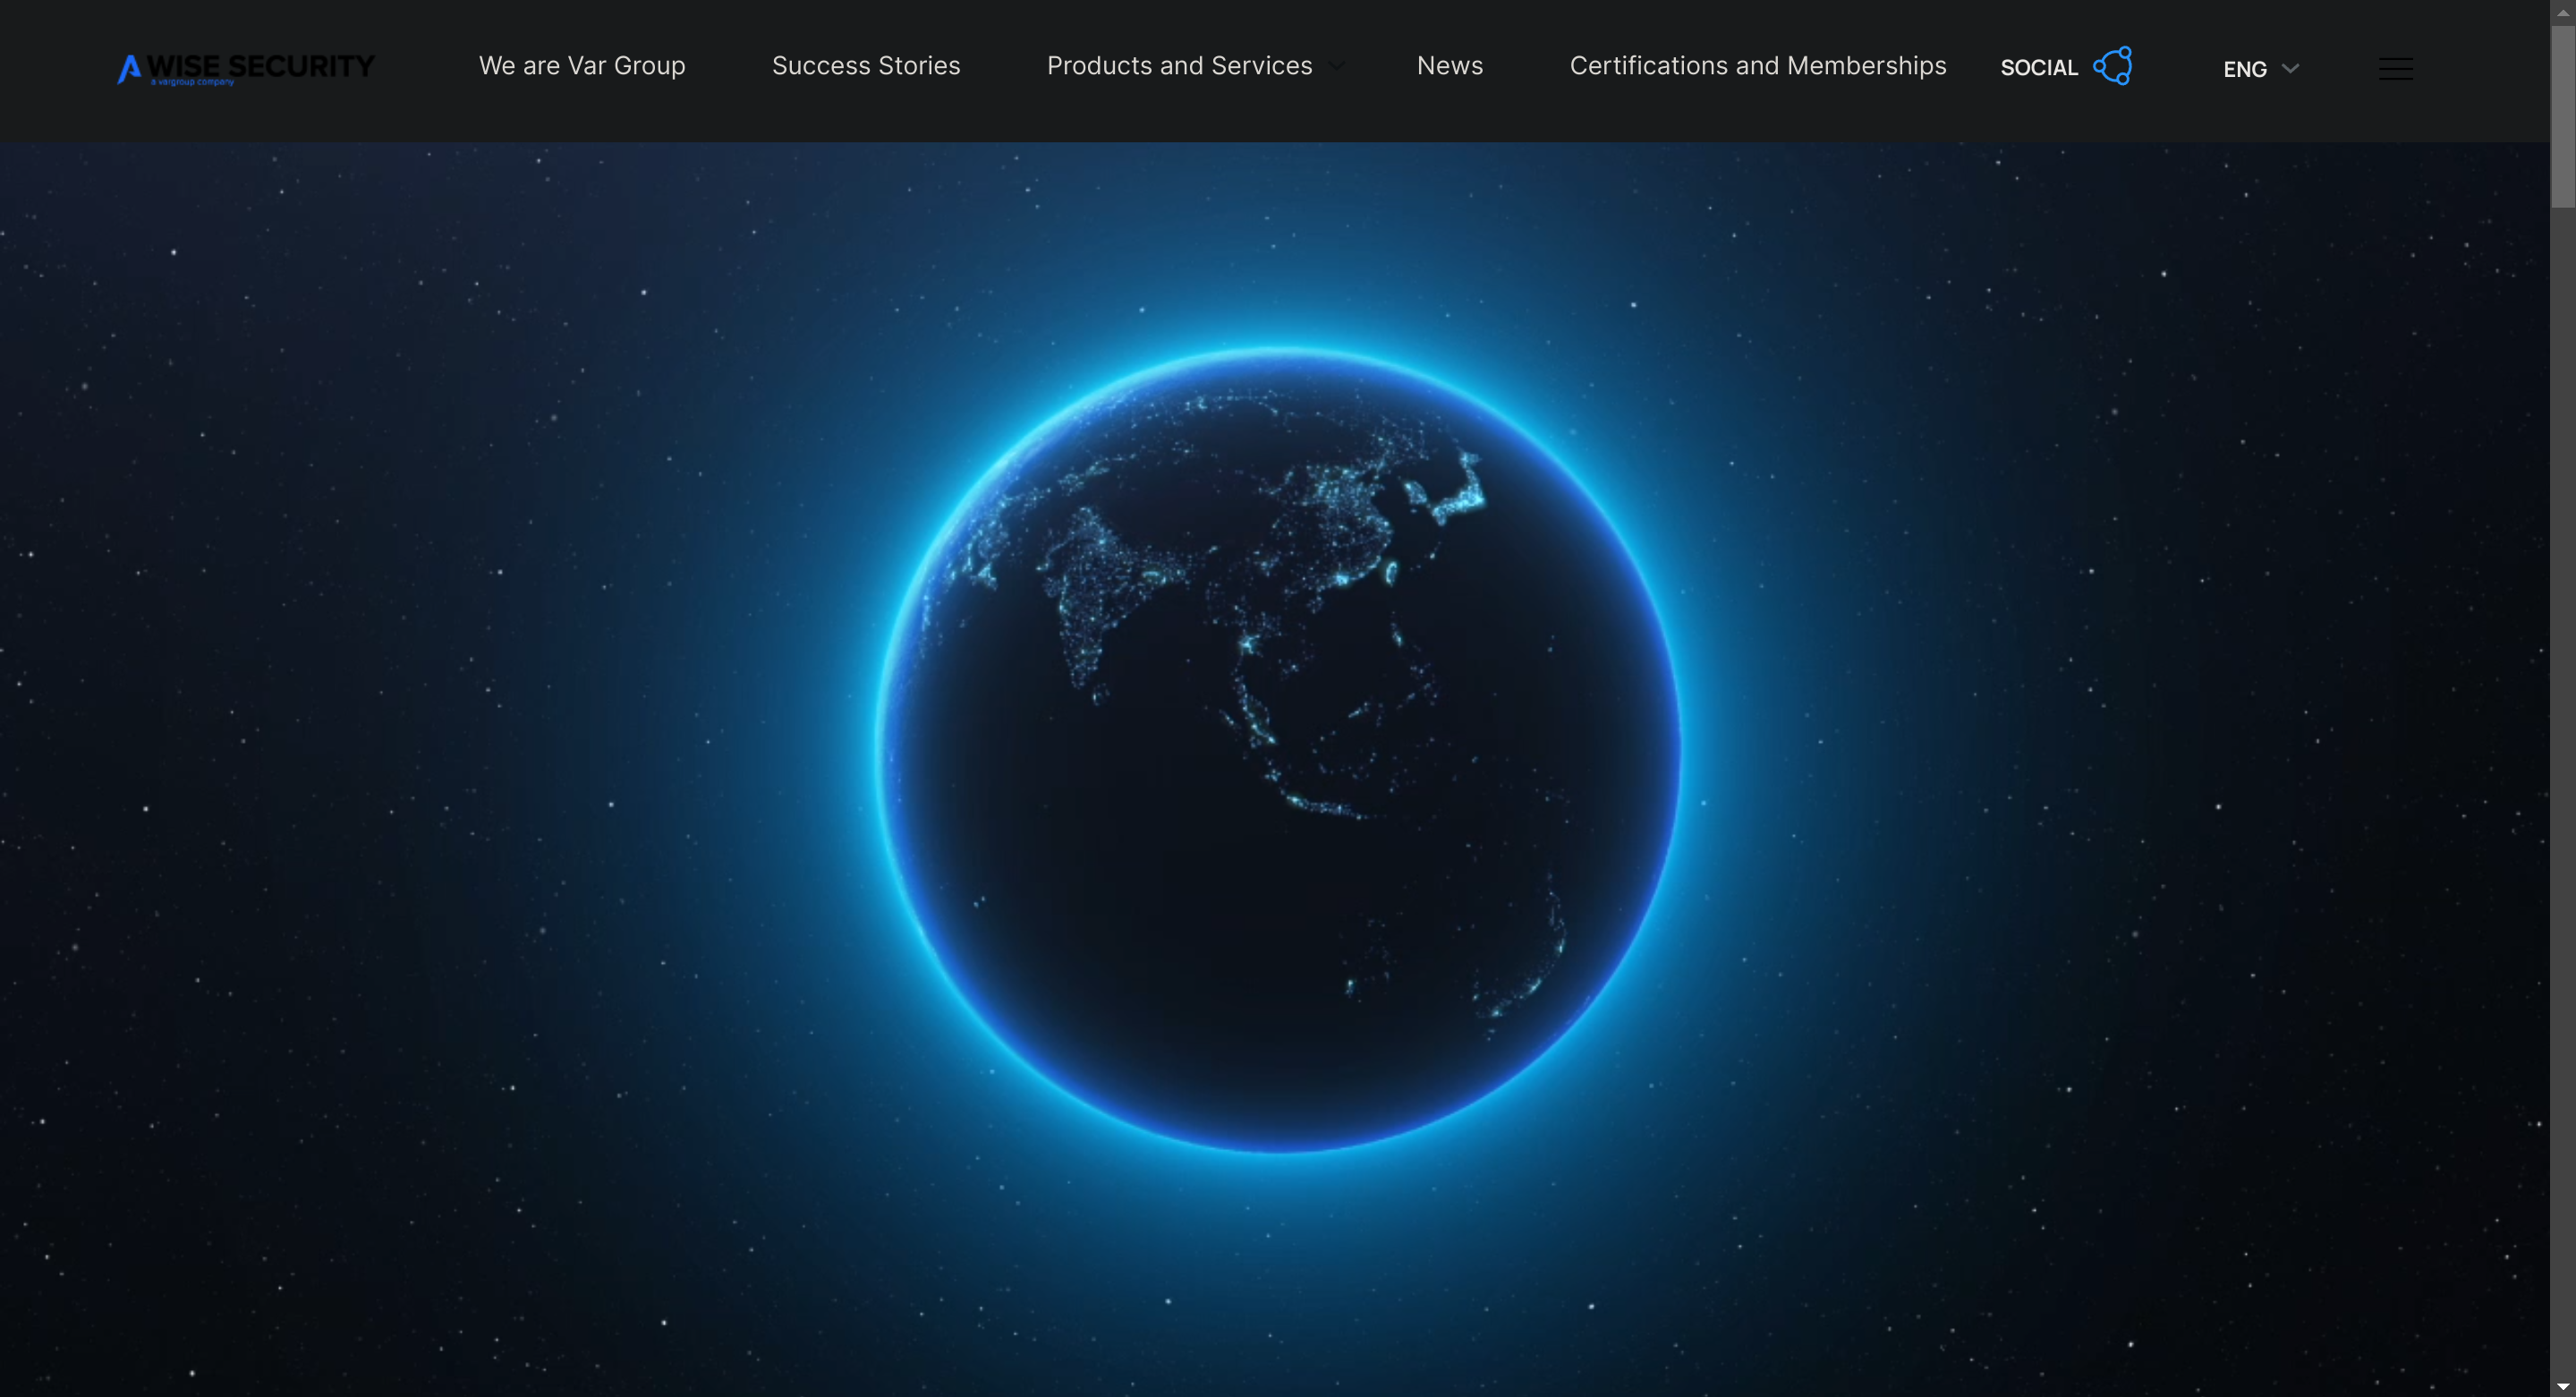 WISE SECURITY
a vargroup company
We are Var Group
Success Stories
Products and Services
News
Certifications and Memberships
SOCIAL
ENG